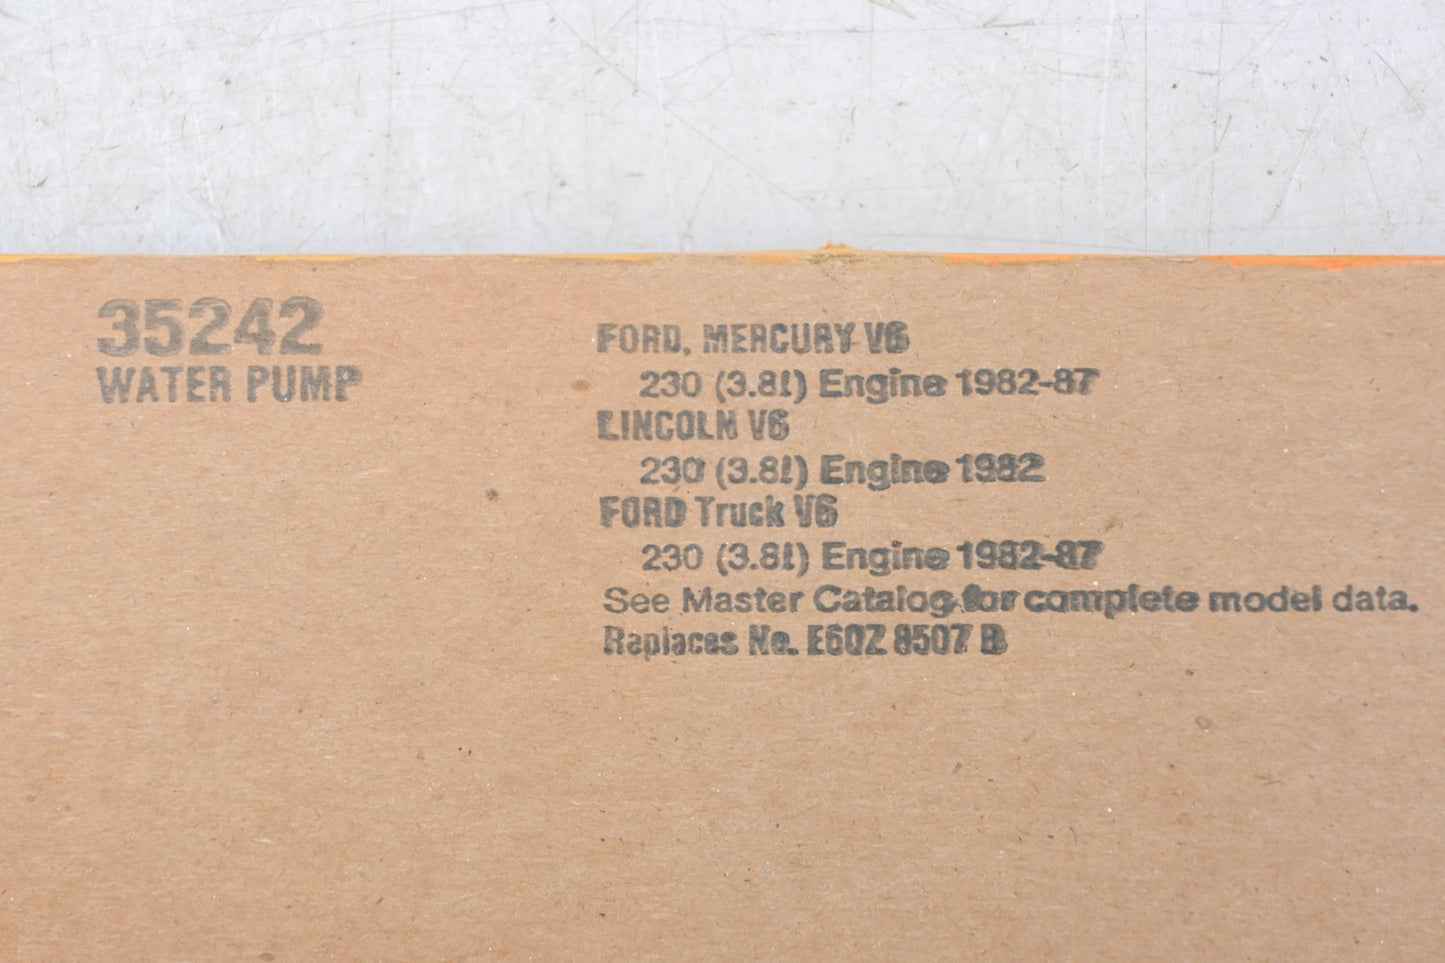 35242
WATER PUMP
FORD, MERCURY V6
230 (3.8l) Engine 1982-87
LINCOLN V6
230 (3.8l) Engine 1982
FORD Truck V6
230 (3.8l) Engine 1982-87
See Master Catalog for complete model data.
Replaces No. E60Z 8507 B